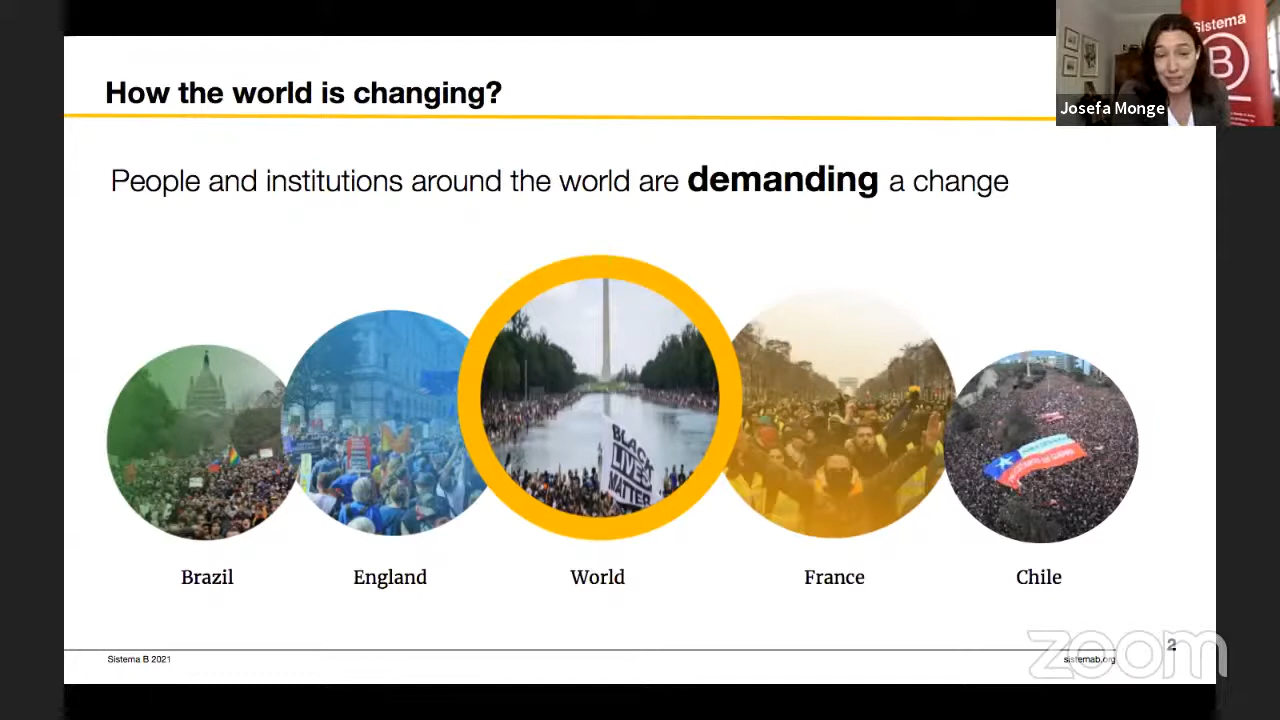 How the world is changing?
Sistema
B
Josefa Monge
People and institutions around the world are demanding a change
BLACK
LIVES
MATTER
Brazil
England
World
France
Chile
Sistema B 2021
sistemab.org
2
zoom